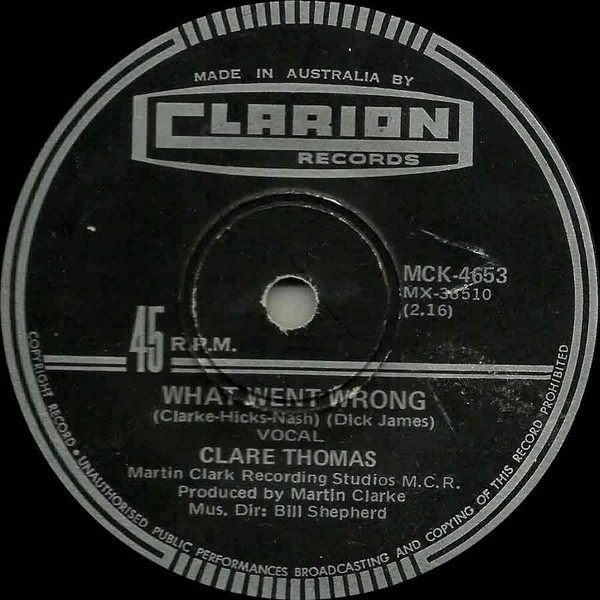 MADE IN AUSTRALIA BY
CLARION
RECORDS
MCK-4653
MX-38510
(2.16)
45 R.P.M.
WHAT WENT WRONG
(Clarke-Hicks-Nash) (Dick James)
VOCAL
CLARE THOMAS
Martin Clark Recording Studios M.C.R.
Produced by Martin Clarke
Mus. Dir: Bill Shepherd
COPYRIGHT RECORD • UNAUTHORISED PUBLIC PERFORMANCES BROADCASTING AND COPYING OF THIS RECORD PROHIBITED